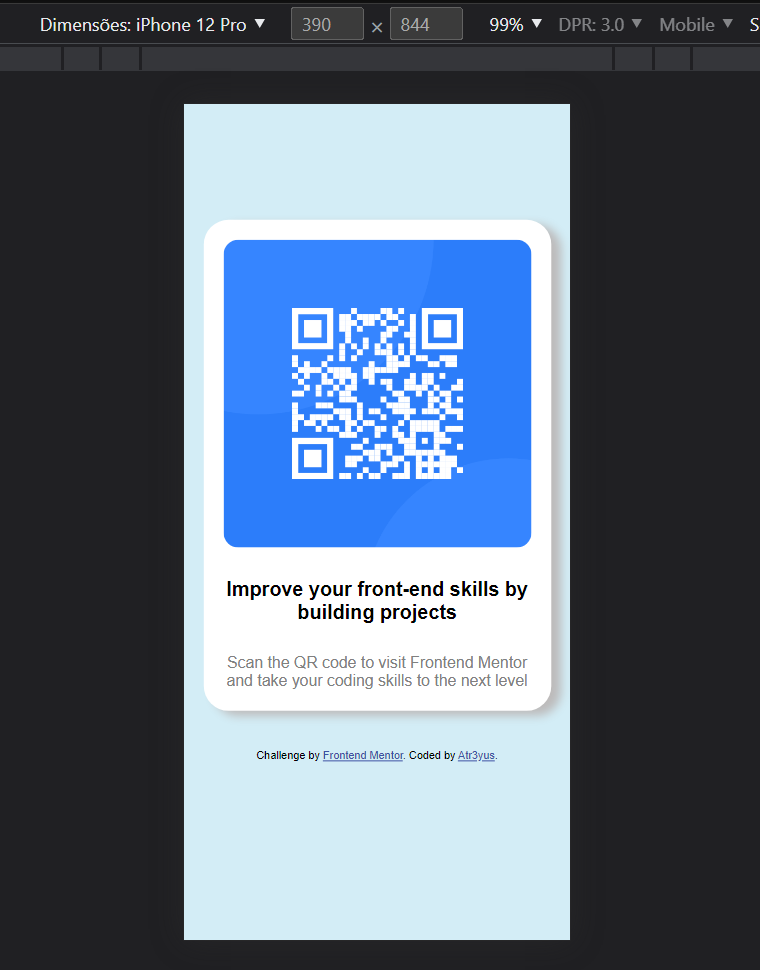 Dimensões: iPhone 12 Pro ▼ 390 × 844 99% ▼ DPR: 3.0 ▼ Mobile ▼ S
Improve your front-end skills by
building projects
Scan the QR code to visit Frontend Mentor
and take your coding skills to the next level
Challenge by Frontend Mentor. Coded by Atr3yus.